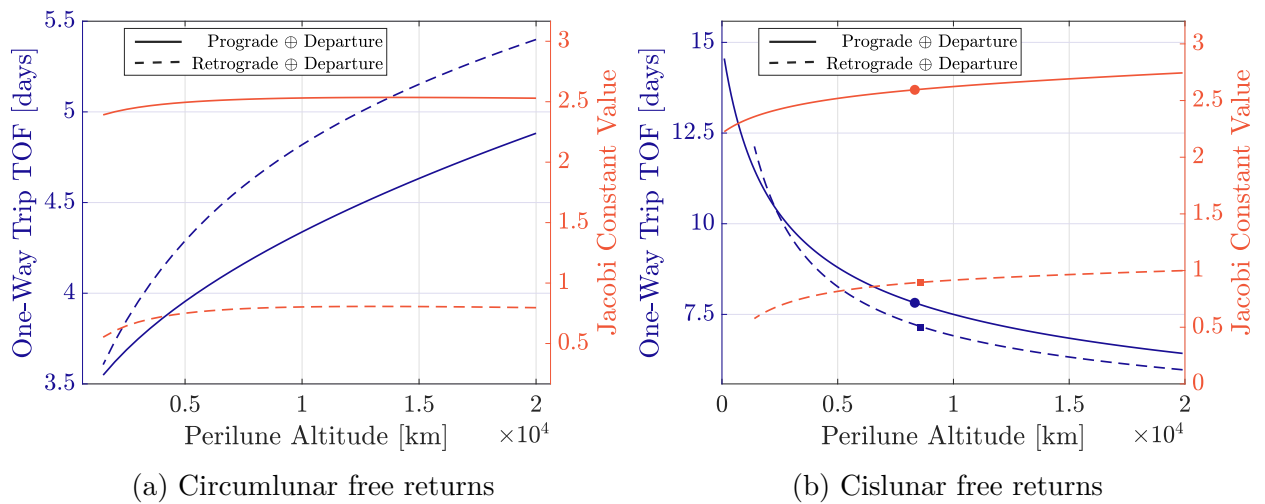 One-Way Trip TOF [days]
5.5
5
4.5
4
3.5
Prograde ⊕ Departure
Retrograde ⊕ Departure
3
2.5
2
1.5
1
0.5
Jacobi Constant Value
0.5
1
1.5
2
Perilune Altitude [km]
×10⁴
(a) Circumlunar free returns
One-Way Trip TOF [days]
15
12.5
10
7.5
Prograde ⊕ Departure
Retrograde ⊕ Departure
3
2.5
2
1.5
1
0.5
0
Jacobi Constant Value
0
0.5
1
1.5
2
Perilune Altitude [km]
×10⁴
(b) Cislunar free returns